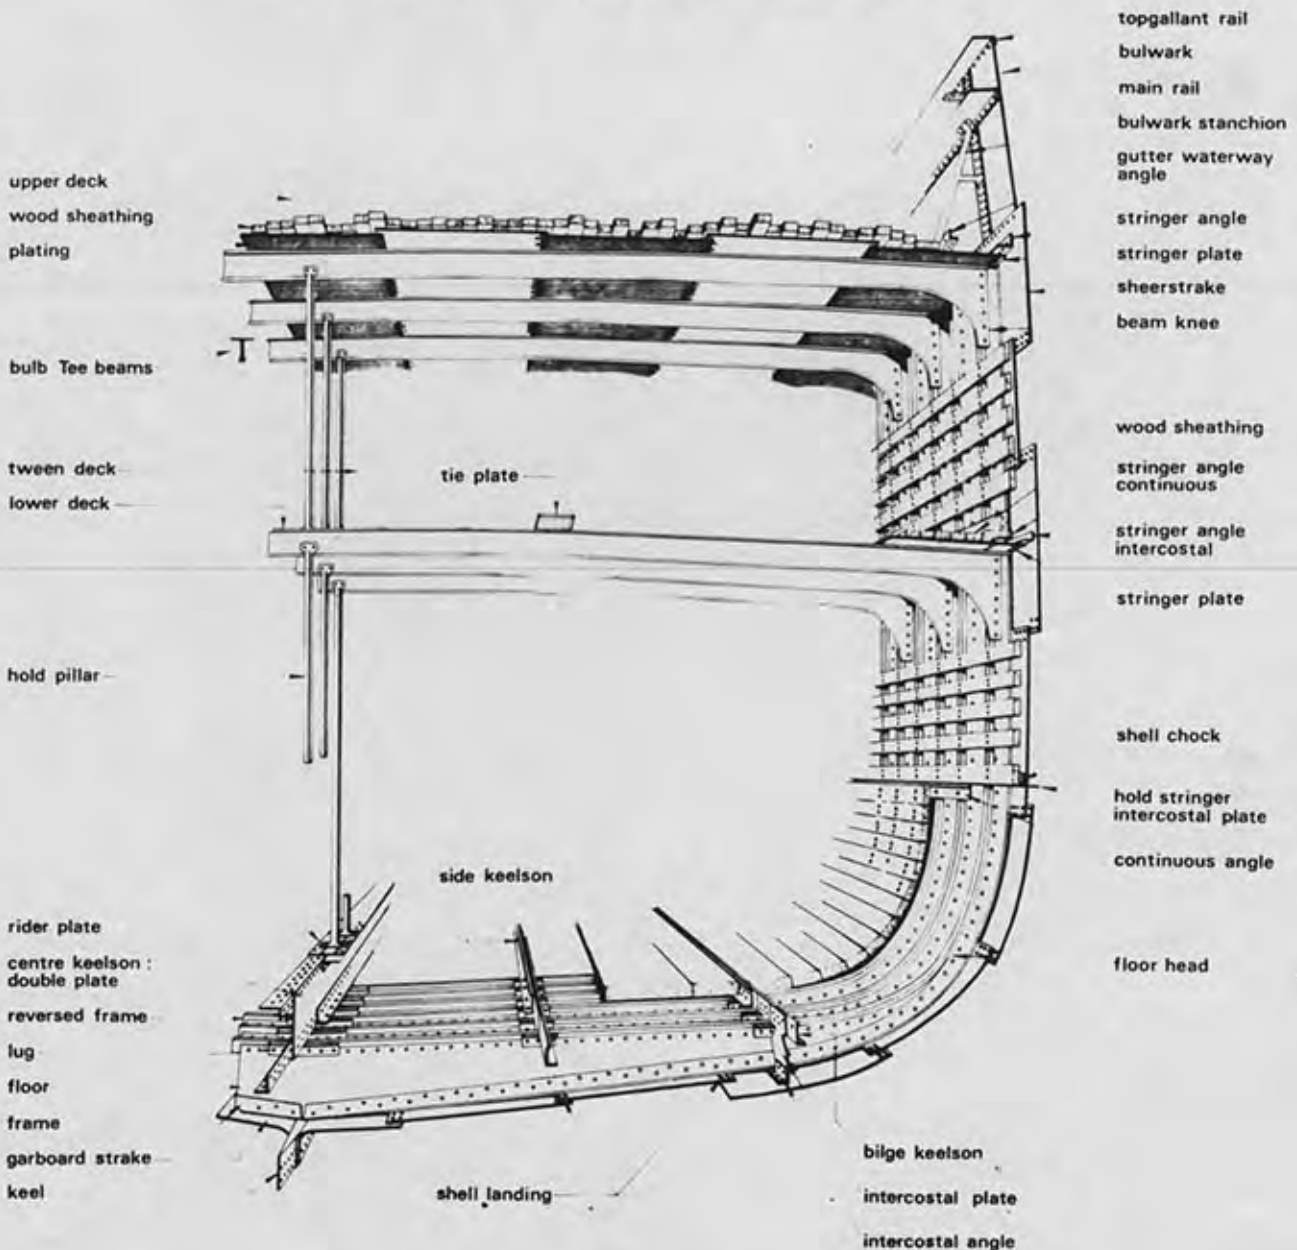 topgallant rail
bulwark
main rail
bulwark stanchion
gutter waterway
angle
stringer angle
stringer plate
sheerstrake
beam knee
wood sheathing
stringer angle
continuous
stringer angle
intercostal
stringer plate
shell chock
hold stringer
intercostal plate
continuous angle
floor head
upper deck
wood sheathing
plating
bulb Tee beams
tween deck
lower deck
tie plate
hold pillar
side keelson
rider plate
centre keelson :
double plate
reversed frame
lug
floor
frame
garboard strake
keel
shell landing
bilge keelson
intercostal plate
intercostal angle